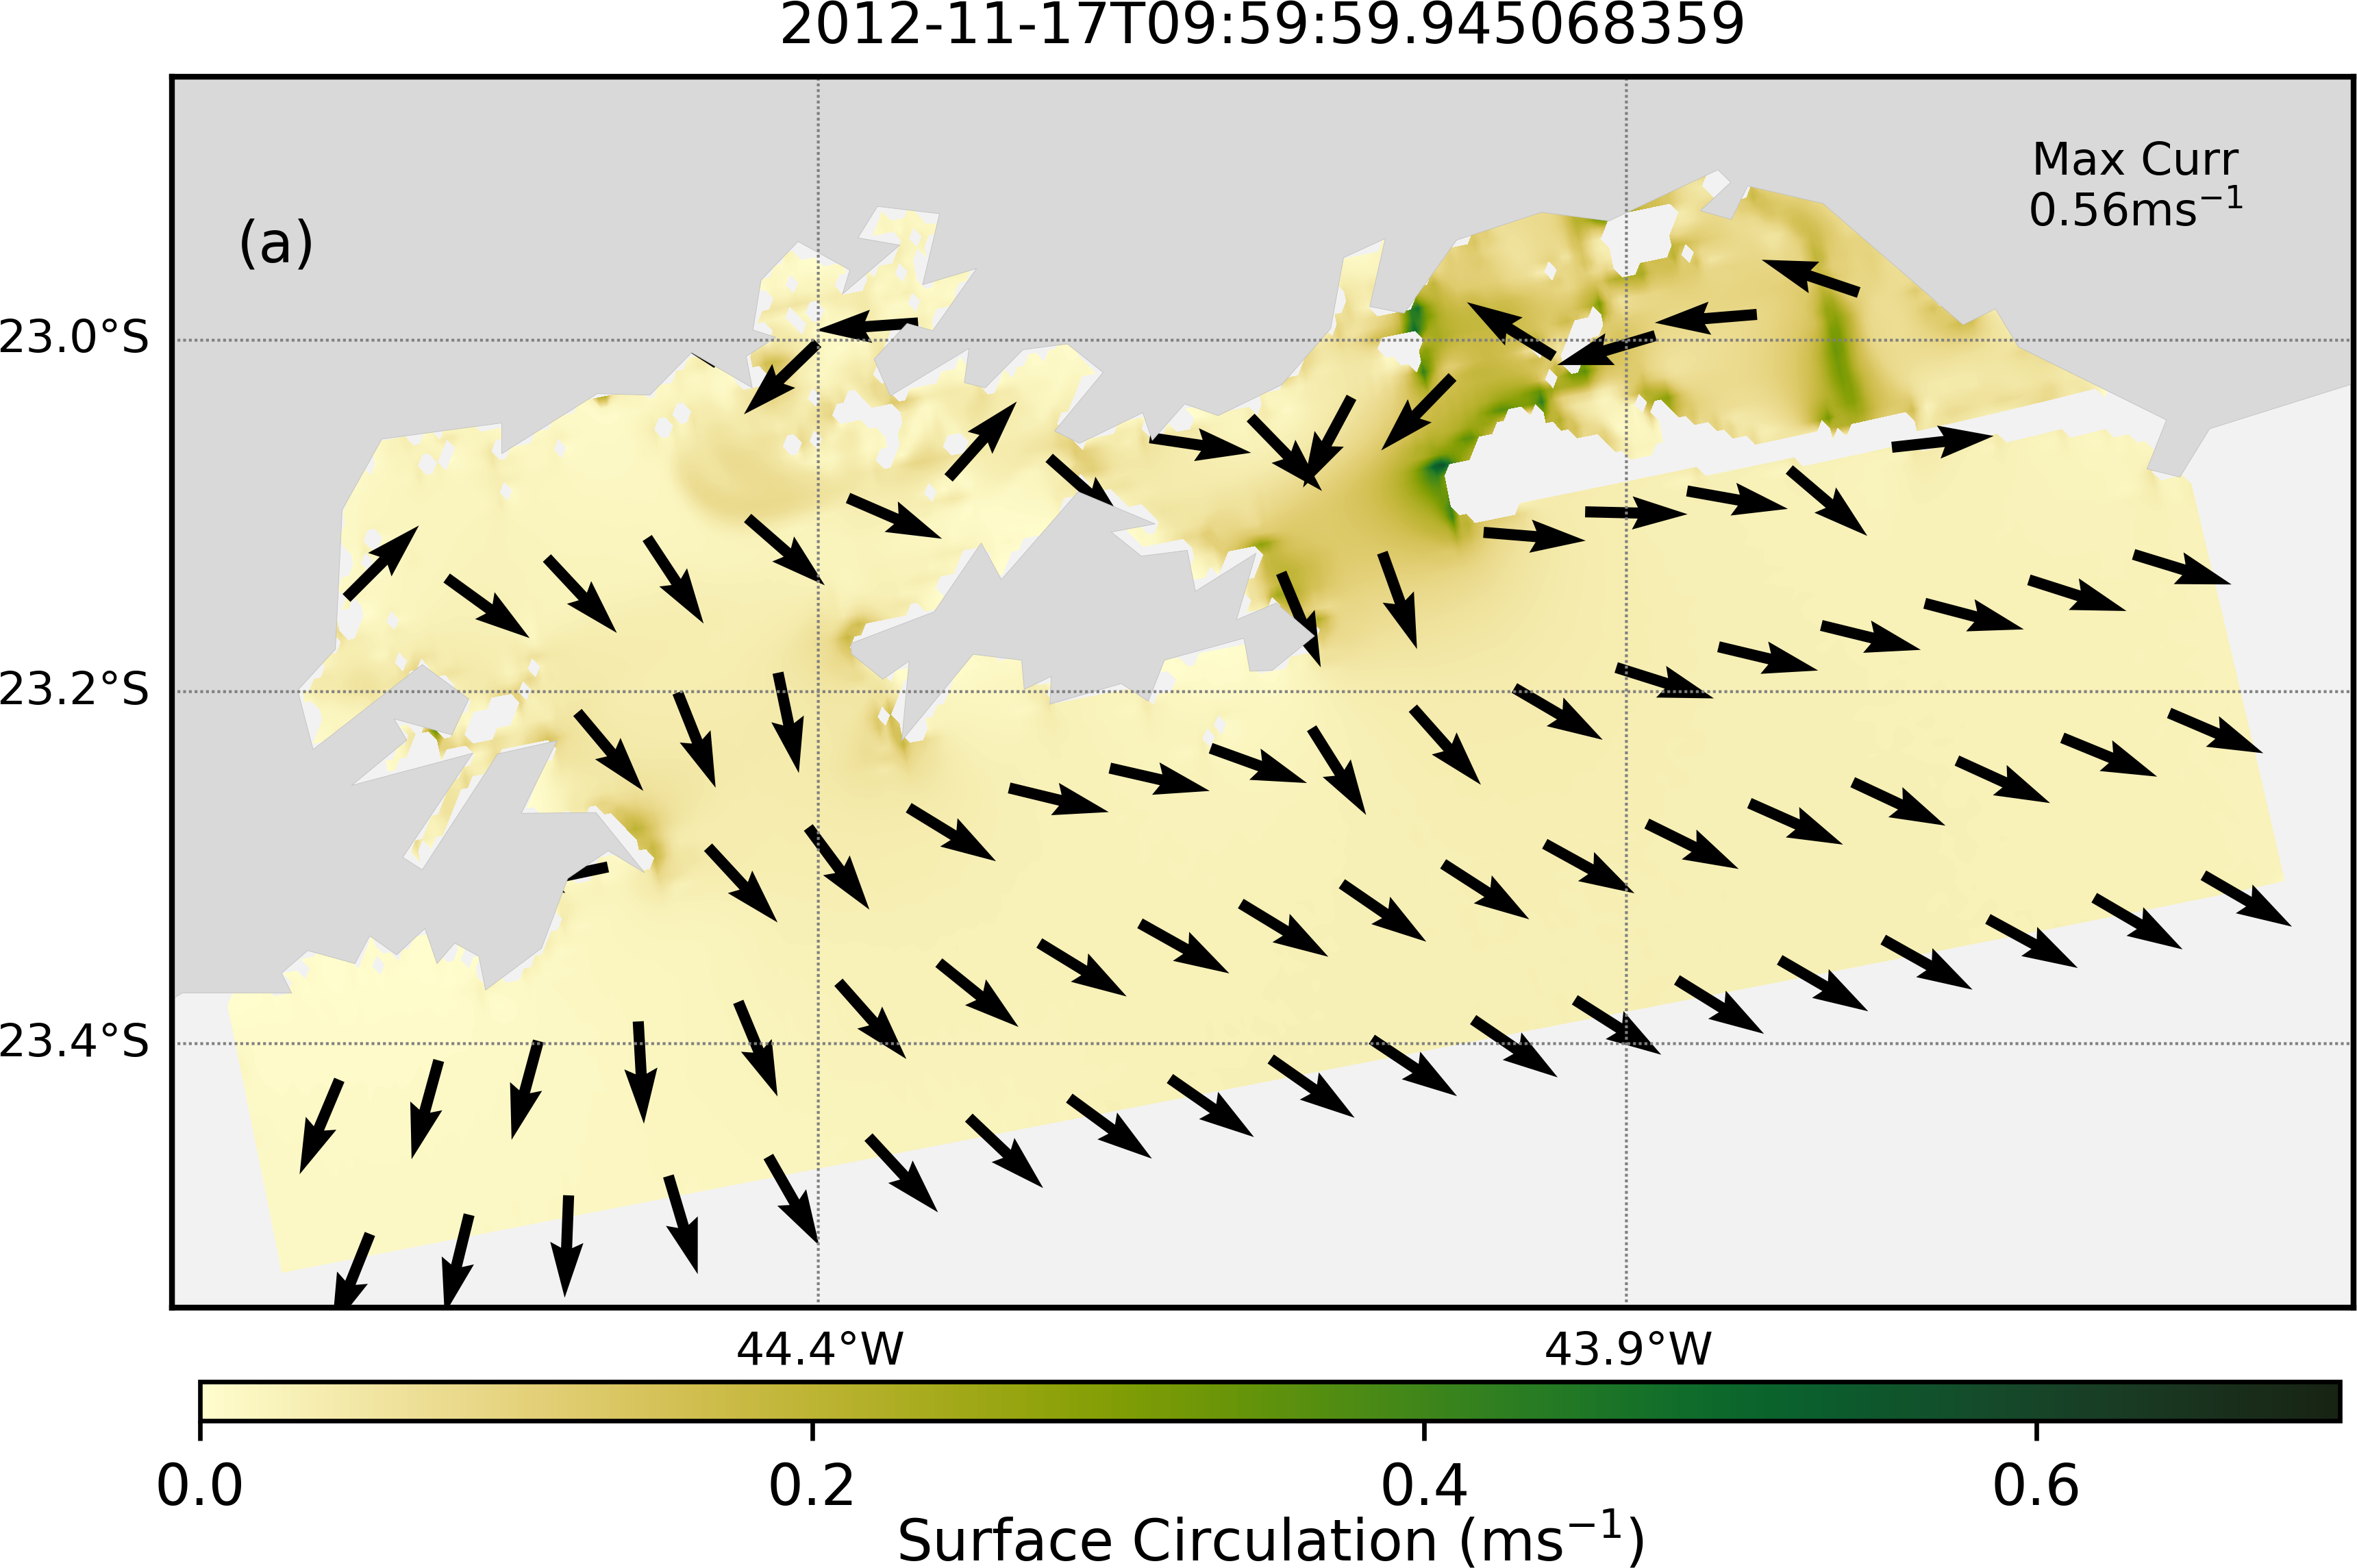 2012-11-17T09:59:59.945068359
Max Curr
0.56ms⁻¹
(a)
23.0°S
23.2°S
23.4°S
44.4°W 43.9°W
0.0 0.2 0.4 0.6
Surface Circulation (ms⁻¹)